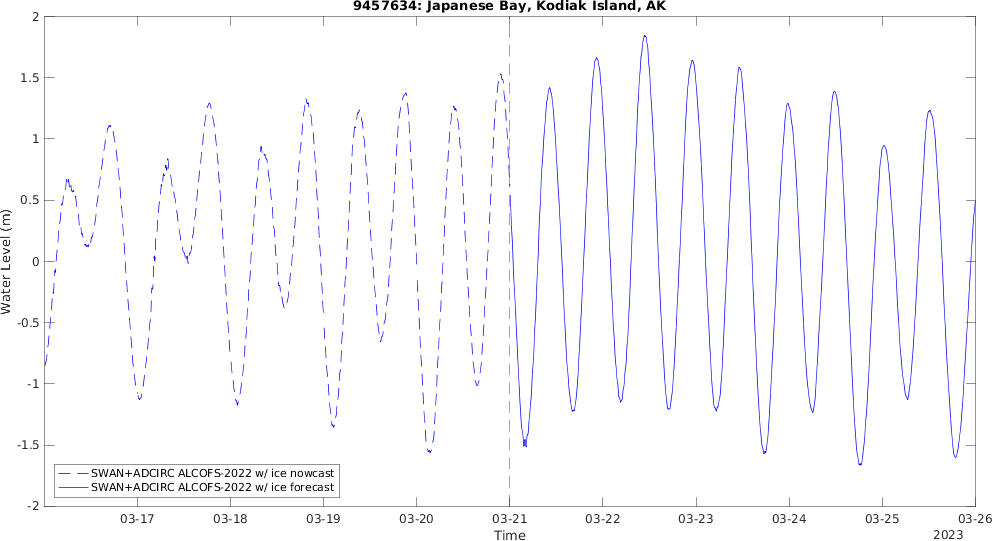 9457634: Japanese Bay, Kodiak Island, AK
2
1.5
1
0.5
0
-0.5
-1
-1.5
-2
Water Level (m)
SWAN+ADCIRC ALCOFS-2022 w/ ice nowcast
SWAN+ADCIRC ALCOFS-2022 w/ ice forecast
03-17 03-18 03-19 03-20 03-21 03-22 03-23 03-24 03-25 03-26
Time
2023